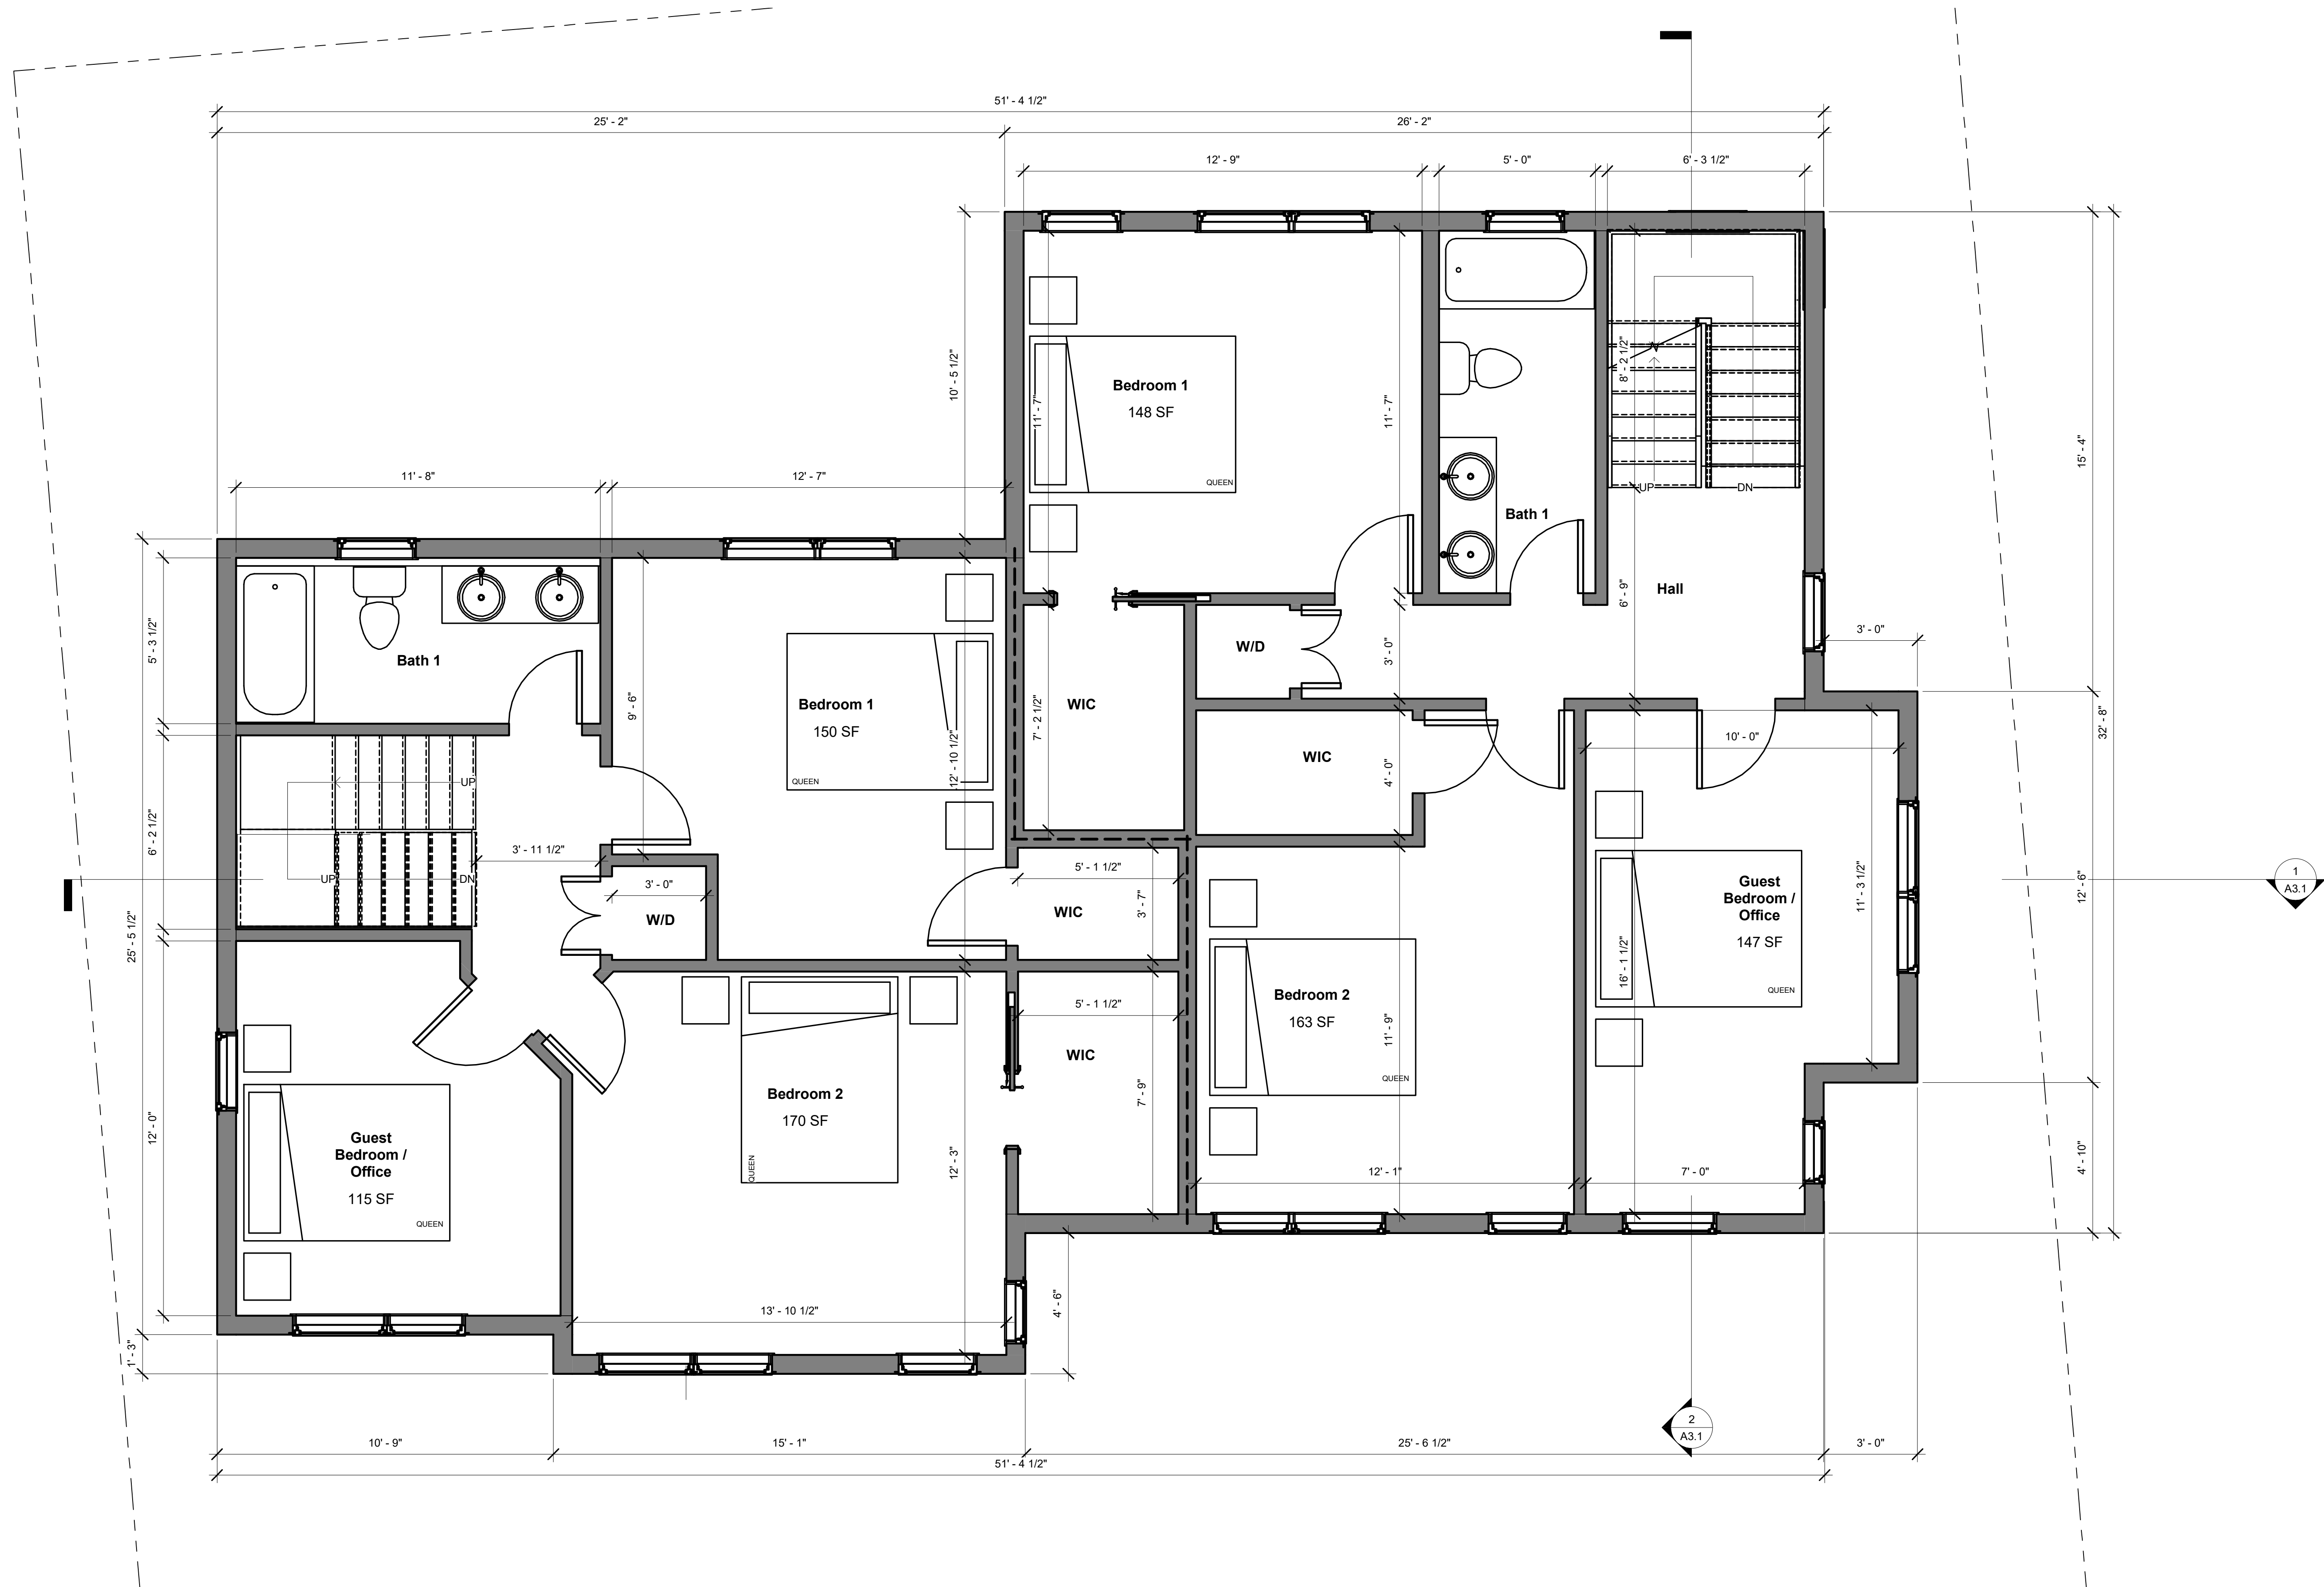 51' - 4 1/2"
25' - 2"
26' - 2"
12' - 9"
5' - 0"
6' - 3 1/2"
10' - 5 1/2"
11' - 7"
Bedroom 1
148 SF
QUEEN
11' - 7"
8' - 2 1/2"
UP
DN
15' - 4"
11' - 8"
12' - 7"
Bath 1
Hall
6' - 9"
3' - 0"
5' - 3 1/2"
Bath 1
9' - 6"
Bedroom 1
150 SF
QUEEN
12' - 10 1/2"
7' - 2 1/2"
WIC
W/D
3' - 0"
32' - 8"
WIC
4' - 0"
10' - 0"
UP
6' - 2 1/2"
UP
DN
3' - 11 1/2"
3' - 0"
W/D
5' - 1 1/2"
WIC
3' - 7"
25' - 5 1/2"
Guest
Bedroom /
Office
147 SF
QUEEN
11' - 3 1/2"
16' - 1 1/2"
12' - 6"
1
A3.1
Bedroom 2
163 SF
QUEEN
11' - 9"
5' - 1 1/2"
WIC
7' - 9"
Bedroom 2
170 SF
QUEEN
12' - 3"
12' - 0"
Guest
Bedroom /
Office
115 SF
QUEEN
12' - 1"
7' - 0"
4' - 10"
13' - 10 1/2"
4' - 6"
1' - 3"
2
A3.1
10' - 9"
15' - 1"
25' - 6 1/2"
3' - 0"
51' - 4 1/2"